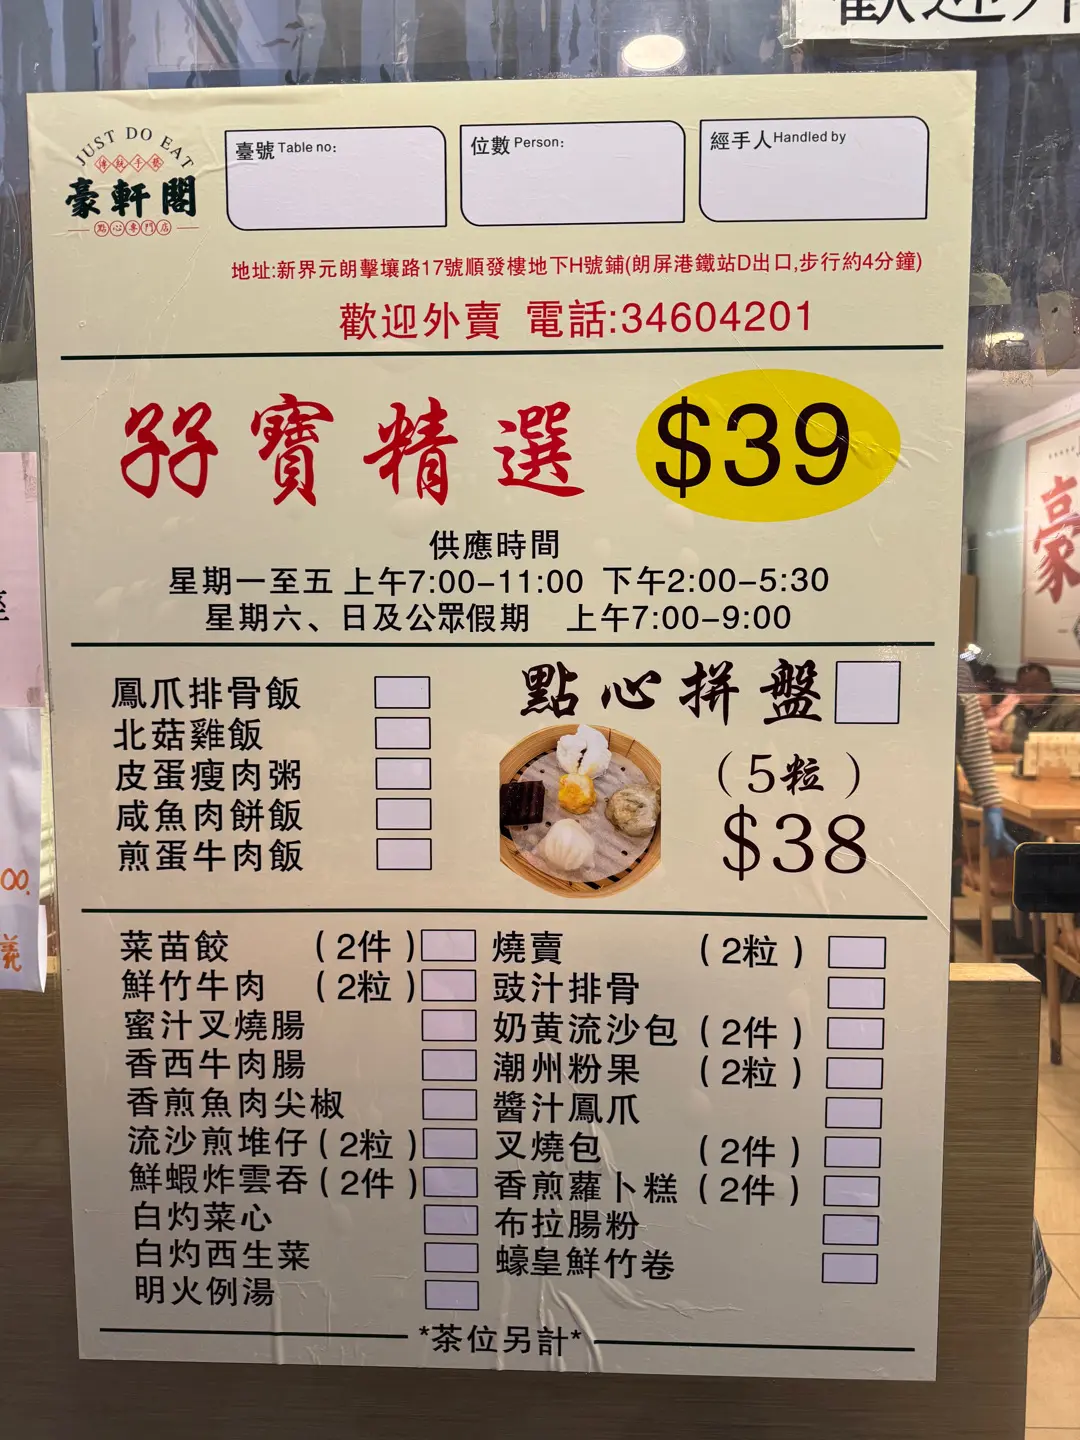 歡迎外
JUST DO EAT
傳統手藝
豪軒閣
點心專門店
臺號 Table no:
位數 Person:
經手人 Handled by
地址:新界元朗擊壤路17號順發樓地下H號鋪(朗屏港鐵站D出口,步行約4分鐘)
歡迎外賣 電話:34604201
孖寶精選 $39
供應時間
星期一至五 上午7:00-11:00 下午2:00-5:30
星期六、日及公眾假期 上午7:00-9:00
鳳爪排骨飯
北菇雞飯
皮蛋瘦肉粥
咸魚肉餅飯
煎蛋牛肉飯
點心拼盤
(5粒)
$38
菜苗餃 (2件)
鮮竹牛肉 (2粒)
蜜汁叉燒腸
香西牛肉腸
香煎魚肉尖椒
流沙煎堆仔(2粒)
鮮蝦炸雲吞(2件)
白灼菜心
白灼西生菜
明火例湯
燒賣 (2粒)
豉汁排骨
奶黄流沙包 (2件)
潮州粉果 (2粒)
醬汁鳳爪
叉燒包 (2件)
香煎蘿卜糕 (2件)
布拉腸粉
蠔皇鮮竹卷
*茶位另計*
豪